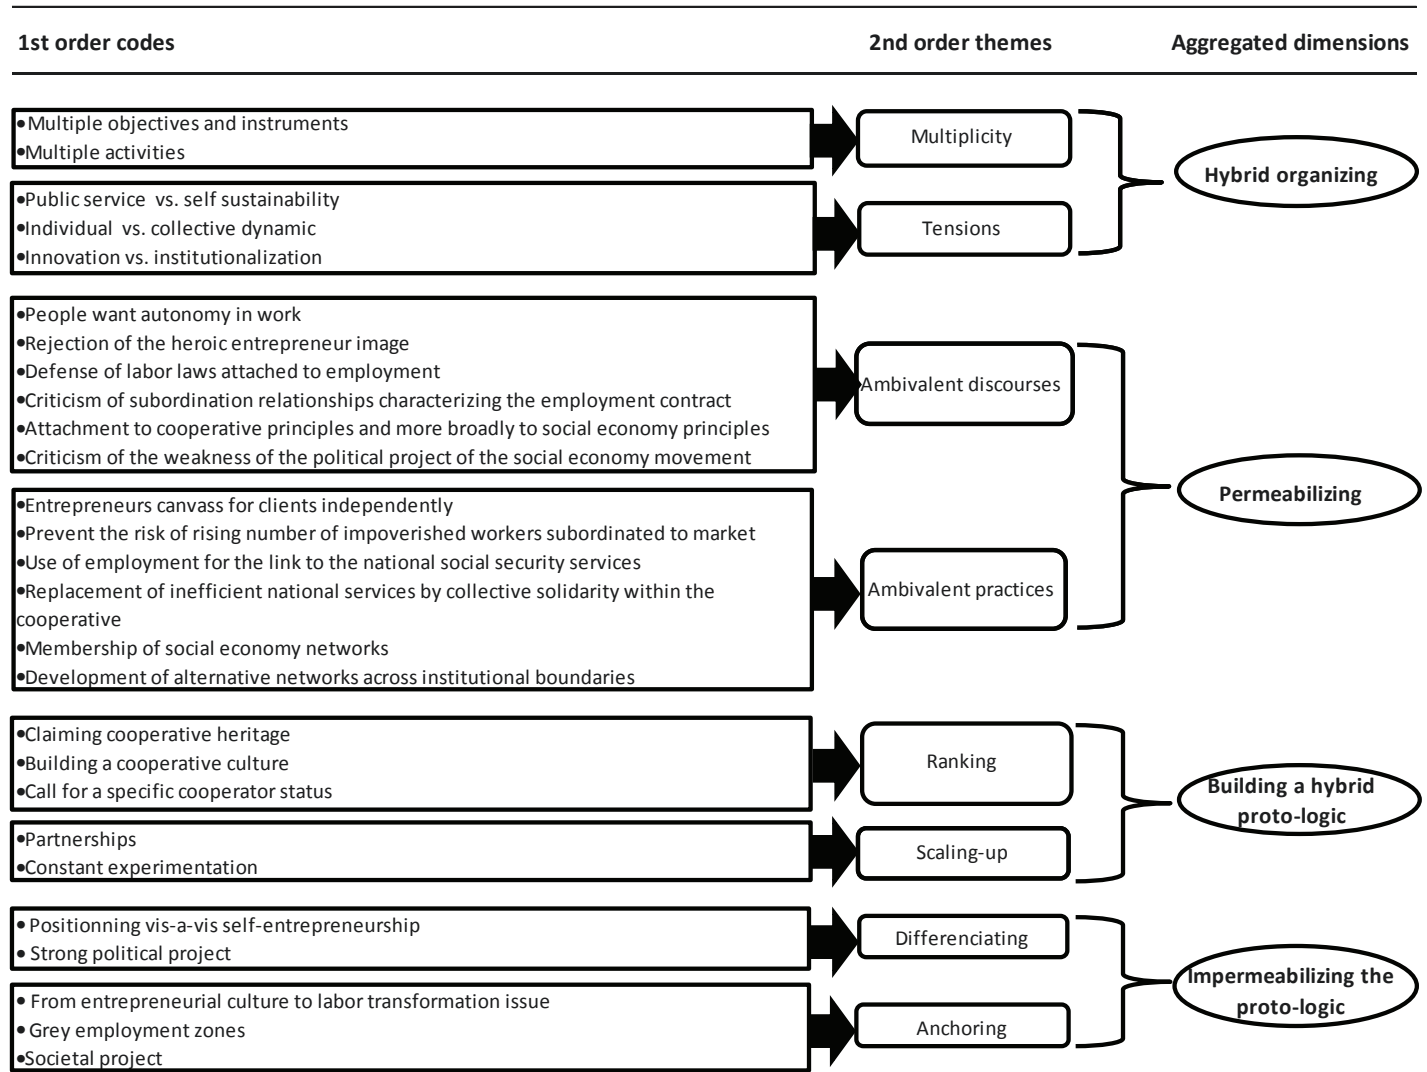 1st order codes
2nd order themes
Aggregated dimensions
•Multiple objectives and instruments
•Multiple activities
Multiplicity
Hybrid organizing
•Public service vs. self sustainability
•Individual vs. collective dynamic
•Innovation vs. institutionalization
Tensions
•People want autonomy in work
•Rejection of the heroic entrepreneur image
•Defense of labor laws attached to employment
•Criticism of subordination relationships characterizing the employment contract
•Attachment to cooperative principles and more broadly to social economy principles
•Criticism of the weakness of the political project of the social economy movement
Ambivalent discourses
Permeabilizing
•Entrepreneurs canvass for clients independently
•Prevent the risk of rising number of impoverished workers subordinated to market
•Use of employment for the link to the national social security services
•Replacement of inefficient national services by collective solidarity within the
cooperative
•Membership of social economy networks
•Development of alternative networks across institutional boundaries
Ambivalent practices
•Claiming cooperative heritage
•Building a cooperative culture
•Call for a specific cooperator status
Ranking
Building a hybrid
proto-logic
•Partnerships
•Constant experimentation
Scaling-up
• Positionning vis-a-vis self-entrepreneurship
• Strong political project
Differenciating
Impermeabilizing the
proto-logic
• From entrepreneurial culture to labor transformation issue
• Grey employment zones
•Societal project
Anchoring